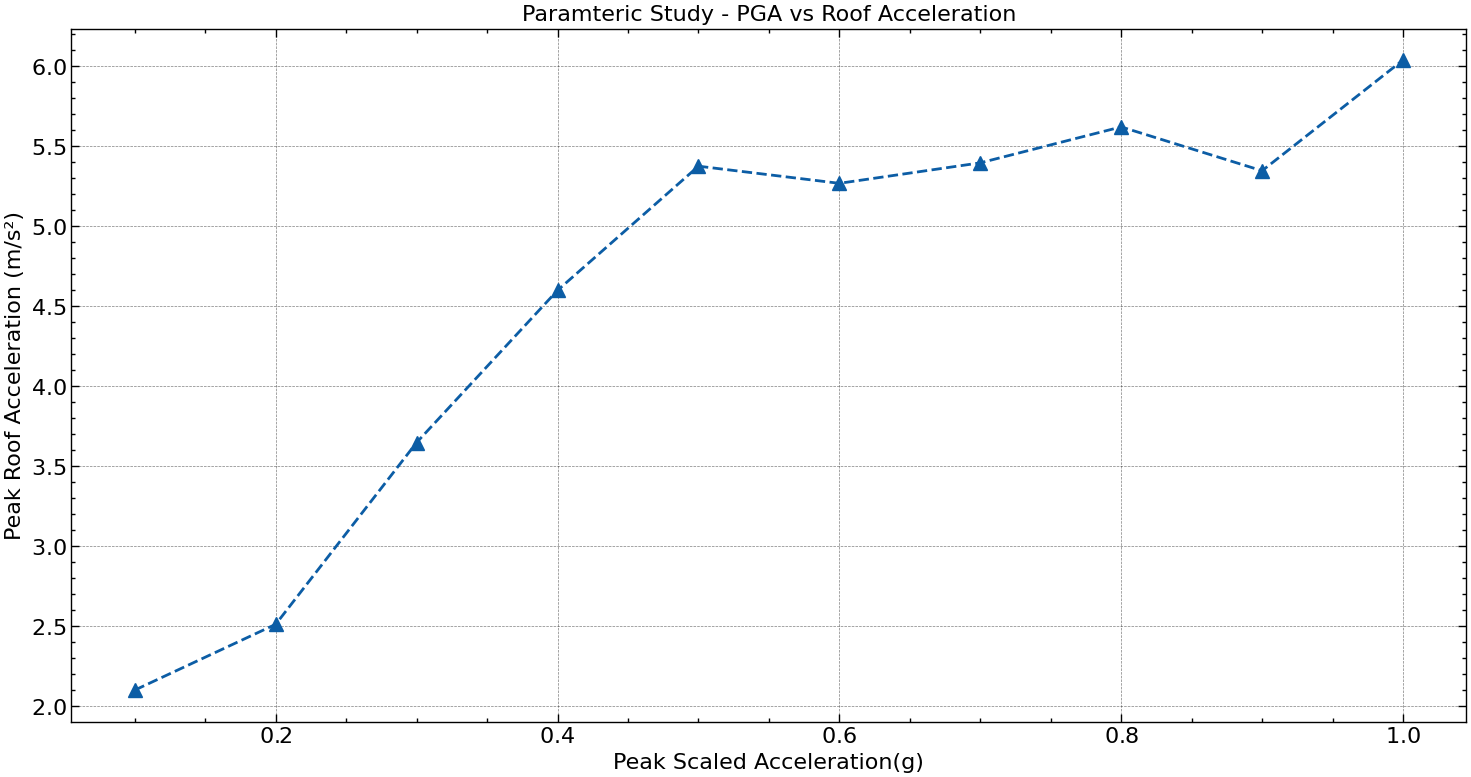 Paramteric Study - PGA vs Roof Acceleration
Peak Roof Acceleration (m/s²)
6.0
5.5
5.0
4.5
4.0
3.5
3.0
2.5
2.0
0.2 0.4 0.6 0.8 1.0
Peak Scaled Acceleration(g)